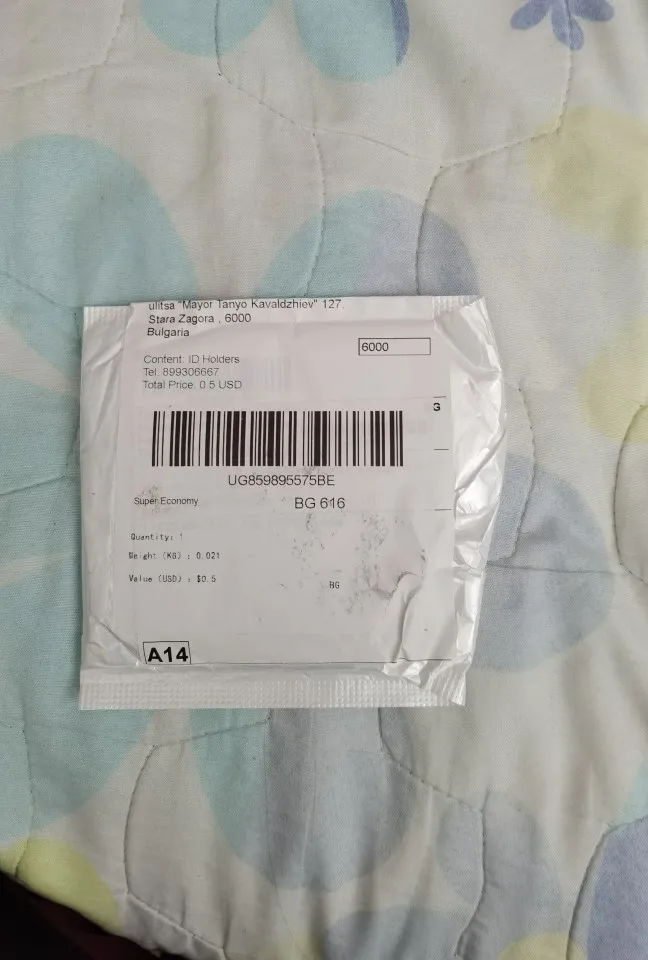 ulitsa "Mayor Tanyo Kavaldzhiev" 127.
Stara Zagora , 6000
Bulgaria
6000
Content: ID Holders
Tel: 899306667
Total Price: 0.5 USD
G
UG859895575BE
Super Economy
BG 616
Quantity: 1
Weight (KG) : 0.021
Value (USD) : $0.5
BG
A14